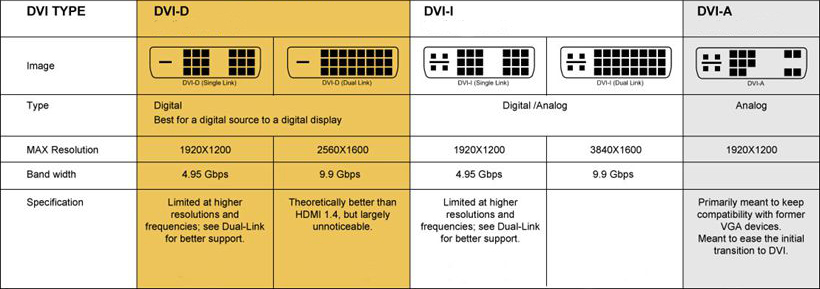 DVI TYPE DVI-D DVI-I DVI-A
Image
DVI-D (Single Link) DVI-D (Dual Link) DVI-I (Single Link) DVI-I (Dual Link) DVI-A
Type Digital Digital /Analog Analog
Best for a digital source to a digital display
MAX Resolution 1920X1200 2560X1600 1920X1200 3840X1600 1920X1200
Band width 4.95 Gbps 9.9 Gbps 4.95 Gbps 9.9 Gbps
Specification
Limited at higher
resolutions and
frequencies; see Dual-Link
for better support.
Theoretically better than
HDMI 1.4, but largely
unnoticeable.
Limited at higher
resolutions and
frequencies; see Dual-Link
for better support.
Primarily meant to keep
compatibility with former
VGA devices.
Meant to ease the initial
transition to DVI.